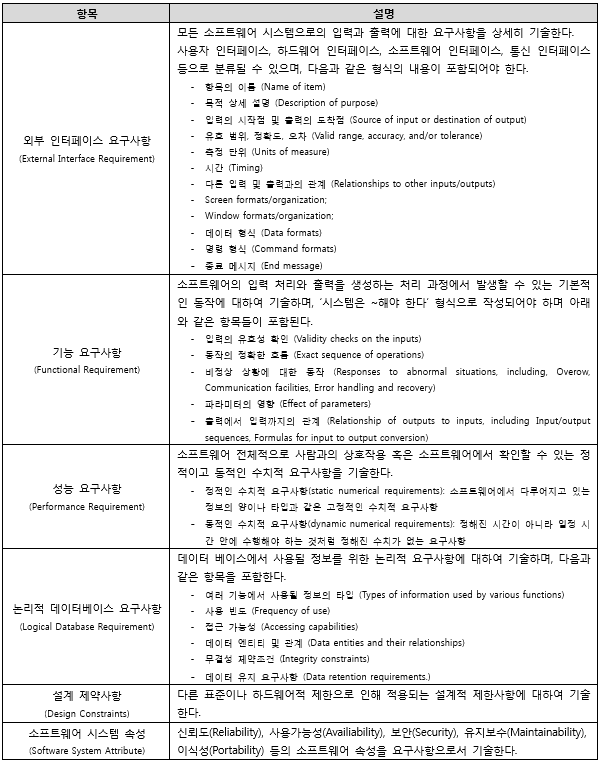 항목 설명
외부 인터페이스 요구사항
(External Interface Requirement)
모든 소프트웨어 시스템으로의 입력과 출력에 대한 요구사항을 상세히 기술한다.
사용자 인터페이스, 하드웨어 인터페이스, 소프트웨어 인터페이스, 통신 인터페이스
등으로 분류될 수 있으며, 다음과 같은 형식의 내용이 포함되어야 한다.
- 항목의 이름 (Name of item)
- 목적 상세 설명 (Description of purpose)
- 입력의 시작점 및 출력의 도착점 (Source of input or destination of output)
- 유효 범위, 정확도, 오차 (Valid range, accuracy, and/or tolerance)
- 측정 단위 (Units of measure)
- 시간 (Timing)
- 다른 입력 및 출력과의 관계 (Relationships to other inputs/outputs)
- Screen formats/organization;
- Window formats/organization;
- 데이터 형식 (Data formats)
- 명령 형식 (Command formats)
- 종료 메시지 (End message)
기능 요구사항
(Functional Requirement)
소프트웨어의 입력 처리와 출력을 생성하는 처리 과정에서 발생할 수 있는 기본적
인 동작에 대하여 기술하며, ‘시스템은 ~해야 한다’ 형식으로 작성되어야 하며 아래
와 같은 항목들이 포함된다.
- 입력의 유효성 확인 (Validity checks on the inputs)
- 동작의 정확한 흐름 (Exact sequence of operations)
- 비정상 상황에 대한 동작 (Responses to abnormal situations, including, Overow,
Communication facilities, Error handling and recovery)
- 파라미터의 영향 (Effect of parameters)
- 출력에서 입력까지의 관계 (Relationship of outputs to inputs, including Input/output
sequences, Formulas for input to output conversion)
성능 요구사항
(Performance Requirement)
소프트웨어 전체적으로 사람과의 상호작용 혹은 소프트웨어에서 확인할 수 있는 정
적이고 동적인 수치적 요구사항을 기술한다.
- 정적인 수치적 요구사항(static numerical requirements): 소프트웨어에서 다루어지고 있는
정보의 양이나 타입과 같은 고정적인 수치적 요구사항
- 동적인 수치적 요구사항(dynamic numerical requirements): 정해진 시간이 아니라 일정 시
간 안에 수행해야 하는 것처럼 정해진 수치가 없는 요구사항
논리적 데이터베이스 요구사항
(Logical Database Requirement)
데이터 베이스에서 사용될 정보를 위한 논리적 요구사항에 대하여 기술하며, 다음과
같은 항목을 포함한다.
- 여러 기능에서 사용될 정보의 타입 (Types of information used by various functions)
- 사용 빈도 (Frequency of use)
- 접근 가능성 (Accessing capabilities)
- 데이터 엔티티 및 관계 (Data entities and their relationships)
- 무결성 제약조건 (Integrity constraints)
- 데이터 유지 요구사항 (Data retention requirements.)
설계 제약사항
(Design Constraints)
다른 표준이나 하드웨어적 제한으로 인해 적용되는 설계적 제한사항에 대하여 기술
한다.
소프트웨어 시스템 속성
(Software System Attribute)
신뢰도(Reliability), 사용가능성(Availiability), 보안(Security), 유지보수(Maintainability),
이식성(Portability) 등의 소프트웨어 속성을 요구사항으로서 기술한다.